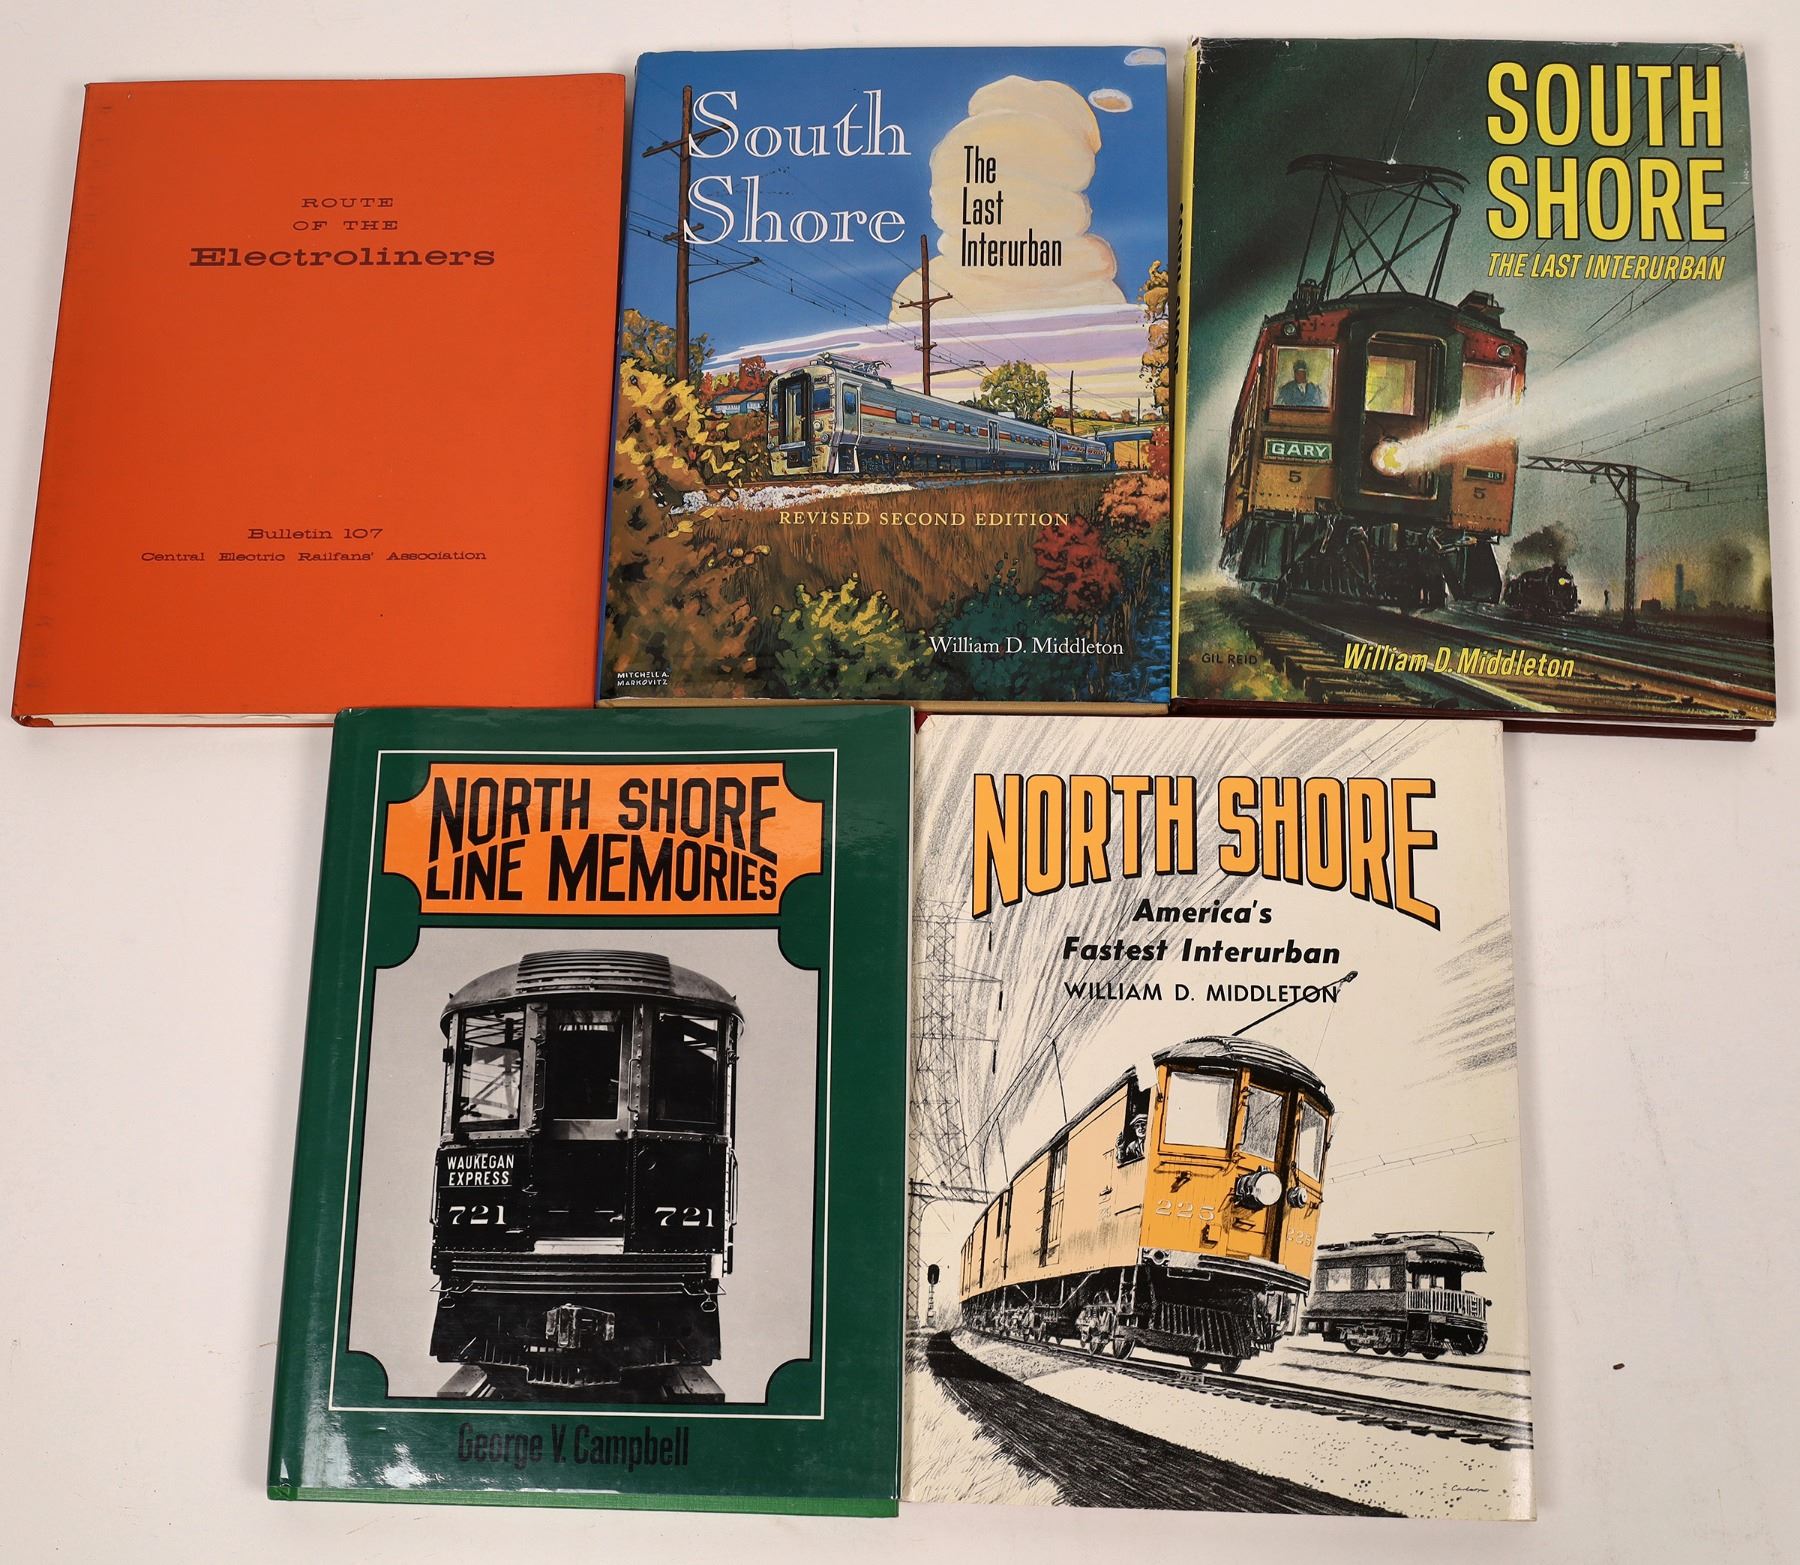 ROUTE
OF THE
Electroliners
Bulletin 107
Central Electric Railfans' Association
South
Shore
The
Last
Interurban
REVISED SECOND EDITION
William D. Middleton
MITCHELL A.
MARKOVITZ
SOUTH
SHORE
THE LAST INTERURBAN
GARY
5
5
GIL REID
William D. Middleton
NORTH SHORE
LINE MEMORIES
WAUKEGAN
EXPRESS
721
721
George V. Campbell
NORTH SHORE
America's
Fastest Interurban
WILLIAM D. MIDDLETON
225
225